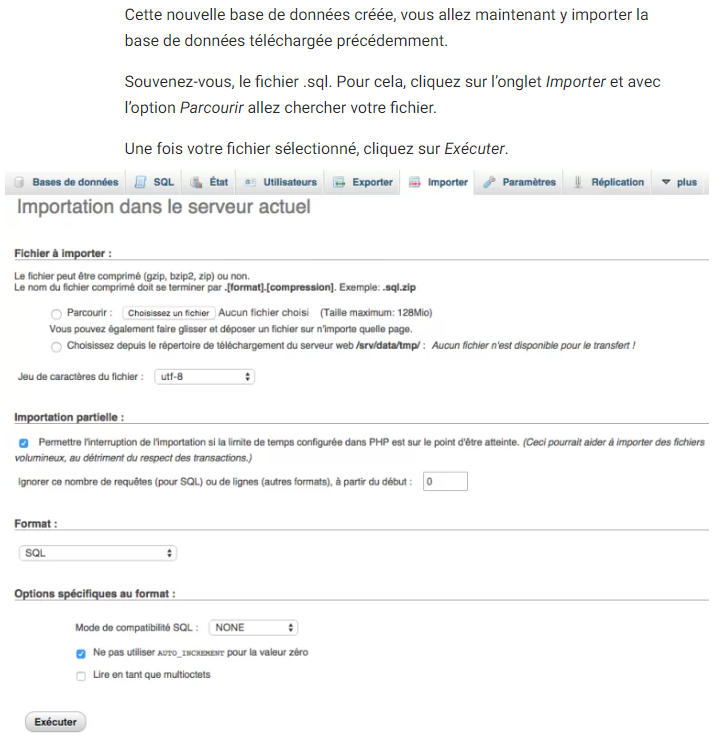 Cette nouvelle base de données créée, vous allez maintenant y importer la
base de données téléchargée précédemment.
Souvenez-vous, le fichier .sql. Pour cela, cliquez sur l’onglet Importer et avec
l’option Parcourir allez chercher votre fichier.
Une fois votre fichier sélectionné, cliquez sur Exécuter.
Bases de données SQL État Utilisateurs Exporter Importer Paramètres Réplication plus
Importation dans le serveur actuel
Fichier à importer :
Le fichier peut être comprimé (gzip, bzip2, zip) ou non.
Le nom du fichier comprimé doit se terminer par .[format].[compression]. Exemple: .sql.zip
Parcourir : Choisissez un fichier Aucun fichier choisi (Taille maximum: 128Mio)
Vous pouvez également faire glisser et déposer un fichier sur n'importe quelle page.
Choisissez depuis le répertoire de téléchargement du serveur web /srv/data/tmp/ : Aucun fichier n'est disponible pour le transfert !
Jeu de caractères du fichier : utf-8
Importation partielle :
Permettre l'interruption de l'importation si la limite de temps configurée dans PHP est sur le point d'être atteinte. (Ceci pourrait aider à importer des fichiers
volumineux, au détriment du respect des transactions.)
Ignorer ce nombre de requêtes (pour SQL) ou de lignes (autres formats), à partir du début : 0
Format :
SQL
Options spécifiques au format :
Mode de compatibilité SQL : NONE
Ne pas utiliser AUTO_INCREMENT pour la valeur zéro
Lire en tant que multioctets
Exécuter